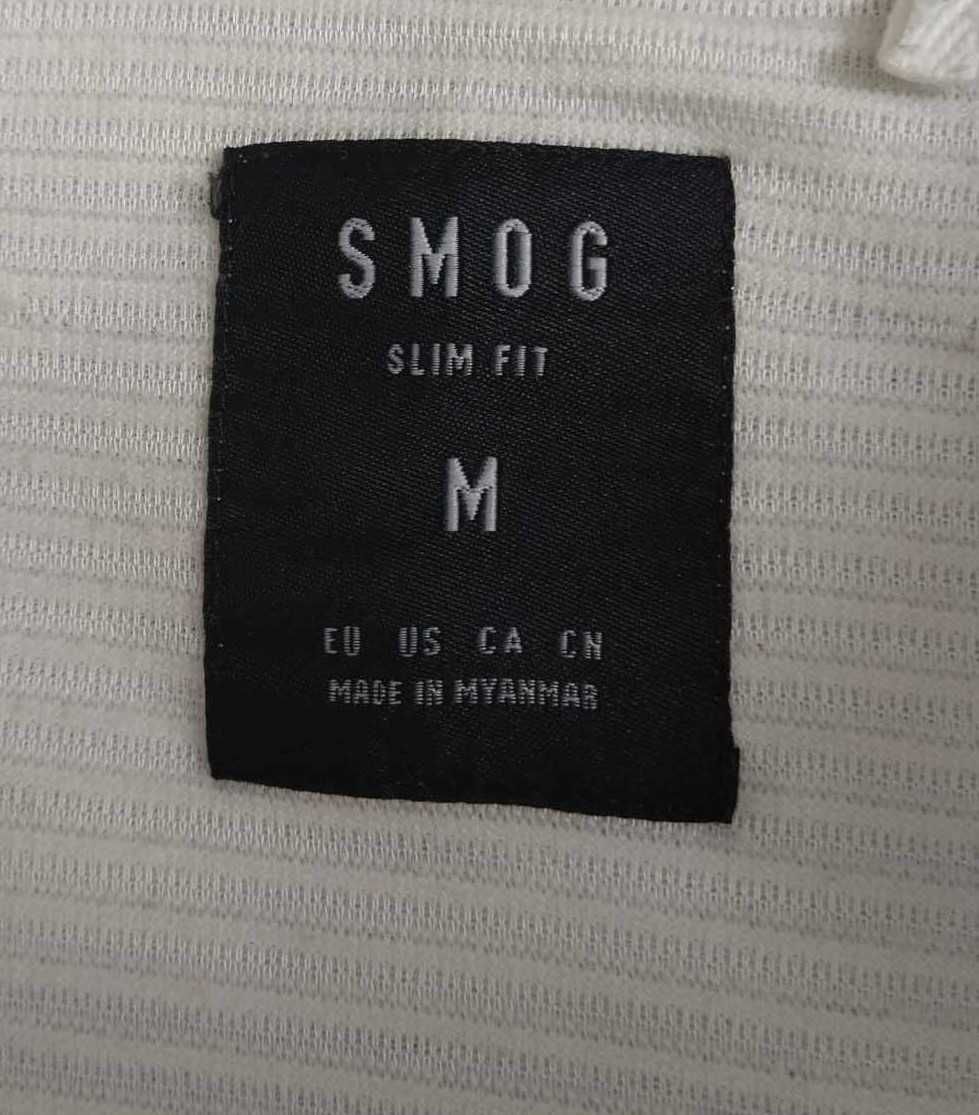 SMOG
SLIM FIT
M
EU US CA CN
MADE IN MYANMAR